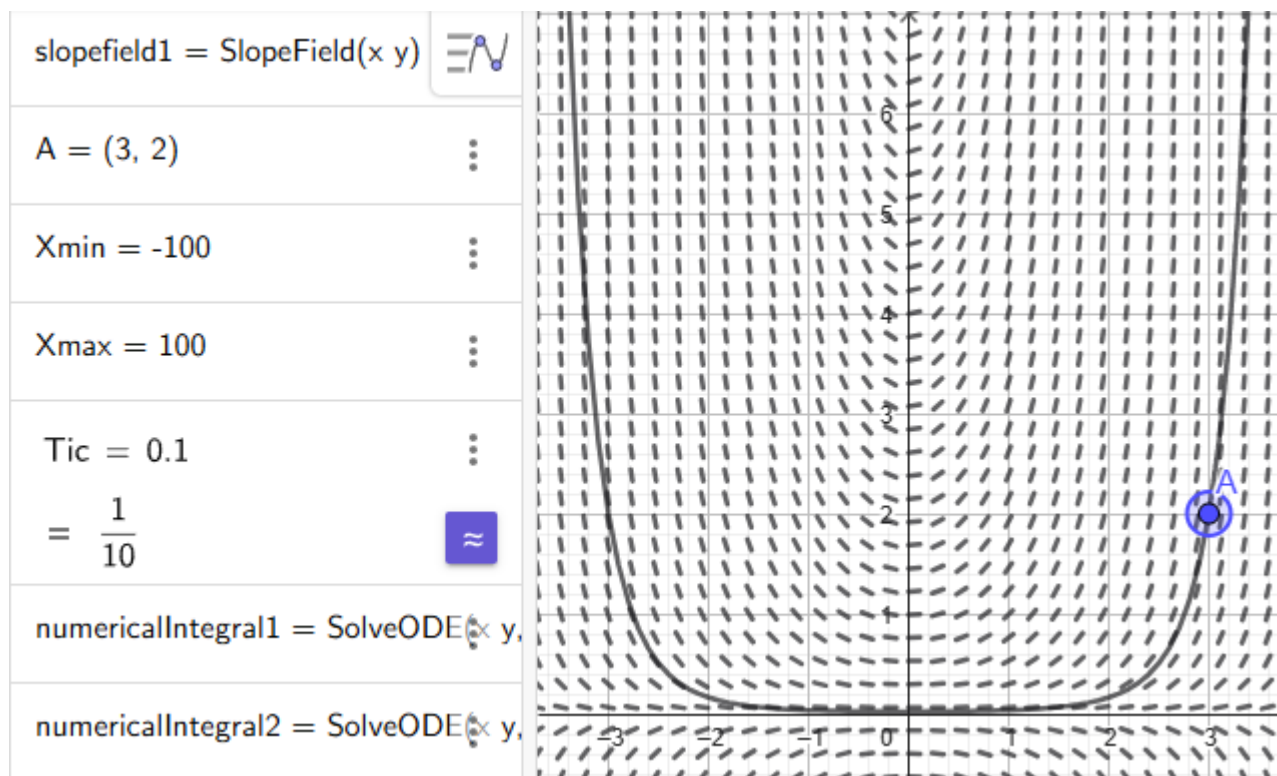 slopefield1 = SlopeField(x y)
A = (3, 2)
Xmin = -100
Xmax = 100
Tic = 0.1
= 1/10
≈
numericalIntegral1 = SolveODE(x y,
numericalIntegral2 = SolveODE(x y,
6
5
4
3
A
2
1
-3 -2 -1 0 1 2 3